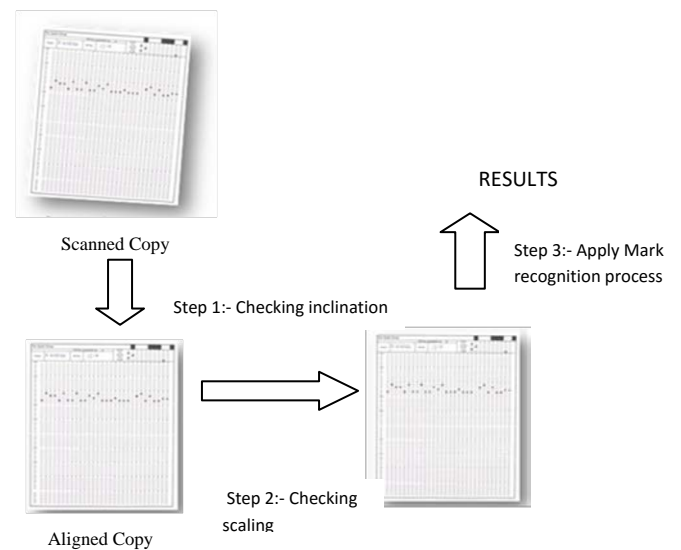 Scanned Copy
Step 1:- Checking inclination
Aligned Copy
Step 2:- Checking
scaling
Step 3:- Apply Mark
recognition process
RESULTS